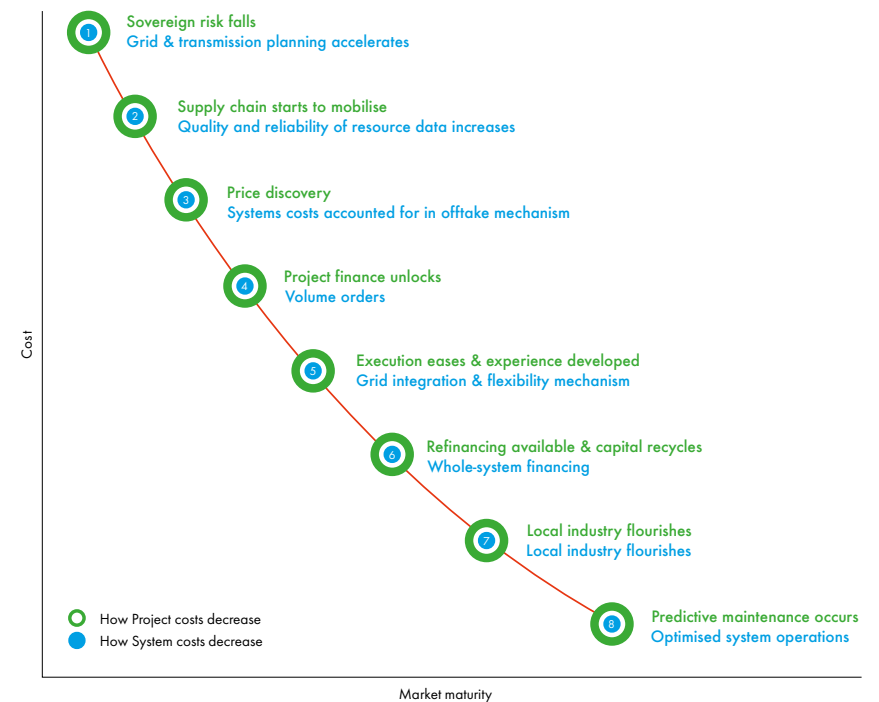 1
Sovereign risk falls
Grid & transmission planning accelerates
2
Supply chain starts to mobilise
Quality and reliability of resource data increases
3
Price discovery
Systems costs accounted for in offtake mechanism
4
Project finance unlocks
Volume orders
5
Execution eases & experience developed
Grid integration & flexibility mechanism
6
Refinancing available & capital recycles
Whole-system financing
7
Local industry flourishes
Local industry flourishes
8
Predictive maintenance occurs
Optimised system operations
Cost
How Project costs decrease
How System costs decrease
Market maturity